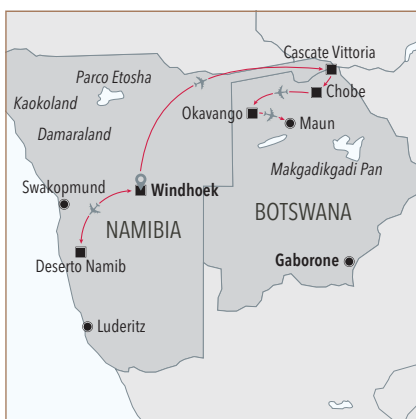 Cascate Vittoria
Parco Etosha
Chobe
Kaokoland
Okavango
Maun
Damaraland
Makgadikgadi Pan
Swakopmund
Windhoek
BOTSWANA
NAMIBIA
Deserto Namib
Gaborone
Luderitz